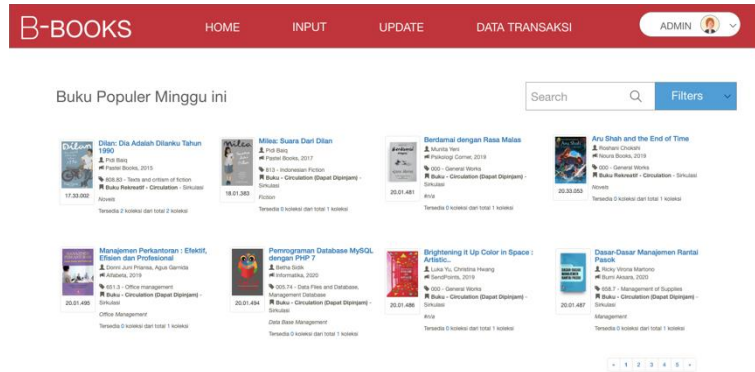 B-BOOKS
HOME
INPUT
UPDATE
DATA TRANSAKSI
ADMIN
Buku Populer Minggu ini
Search
Filters
Dilan
17.33.002
Dilan: Dia Adalah Dilanku Tahun
1990
Pidi Baiq
Pastel Books, 2015
808.83 - Texts and critism of fiction
Buku Rekreatif - Circulation - Sirkulasi
Novels
Tersedia 2 koleksi dari total 2 koleksi
Milea
18.01.383
Milea: Suara Dari Dilan
Pidi Baiq
Pastel Books, 2017
813 - Indonesian Fiction
Buku - Circulation (Dapat Dipinjam) -
Sirkulasi
Fiction
Tersedia 0 koleksi dari total 1 koleksi
Berdamai
20.01.481
Berdamai dengan Rasa Malas
Munita Yeni
Psikologi Corner, 2019
000 - General Works
Buku - Circulation (Dapat Dipinjam) -
Sirkulasi
#n/a
Tersedia 0 koleksi dari total 1 koleksi
Aru Shah
20.33.053
Aru Shah and the End of Time
Roshani Chokshi
Noura Books, 2019
000 - General Works
Buku Rekreatif - Circulation - Sirkulasi
Novels
Tersedia 0 koleksi dari total 1 koleksi
20.01.495
Manajemen Perkantoran : Efektif,
Efisien dan Profesional
Donni Juni Priansa, Agus Garnida
Alfabeta, 2019
651.3 - Office management
Buku - Circulation (Dapat Dipinjam) -
Sirkulasi
Office Management
Tersedia 0 koleksi dari total 1 koleksi
20.01.494
Pemrograman Database MySQL
dengan PHP 7
Betha Sidik
Informatika, 2020
005.74 - Data Files and Database,
Management Database
Buku - Circulation (Dapat Dipinjam) -
Sirkulasi
Data Base Management
Tersedia 0 koleksi dari total 1 koleksi
20.01.486
Brightening it Up Color in Space :
Artistic..
Luka Yu, Christina Hwang
SendPoints, 2019
000 - General Works
Buku - Circulation (Dapat Dipinjam) -
Sirkulasi
#n/a
Tersedia 0 koleksi dari total 1 koleksi
20.01.487
Dasar-Dasar Manajemen Rantai
Pasok
Ricky Virona Martono
Bumi Aksara, 2020
658.7 - Management of Supplies
Buku - Circulation (Dapat Dipinjam) -
Sirkulasi
Management
Tersedia 0 koleksi dari total 1 koleksi
« 1 2 3 4 5 »